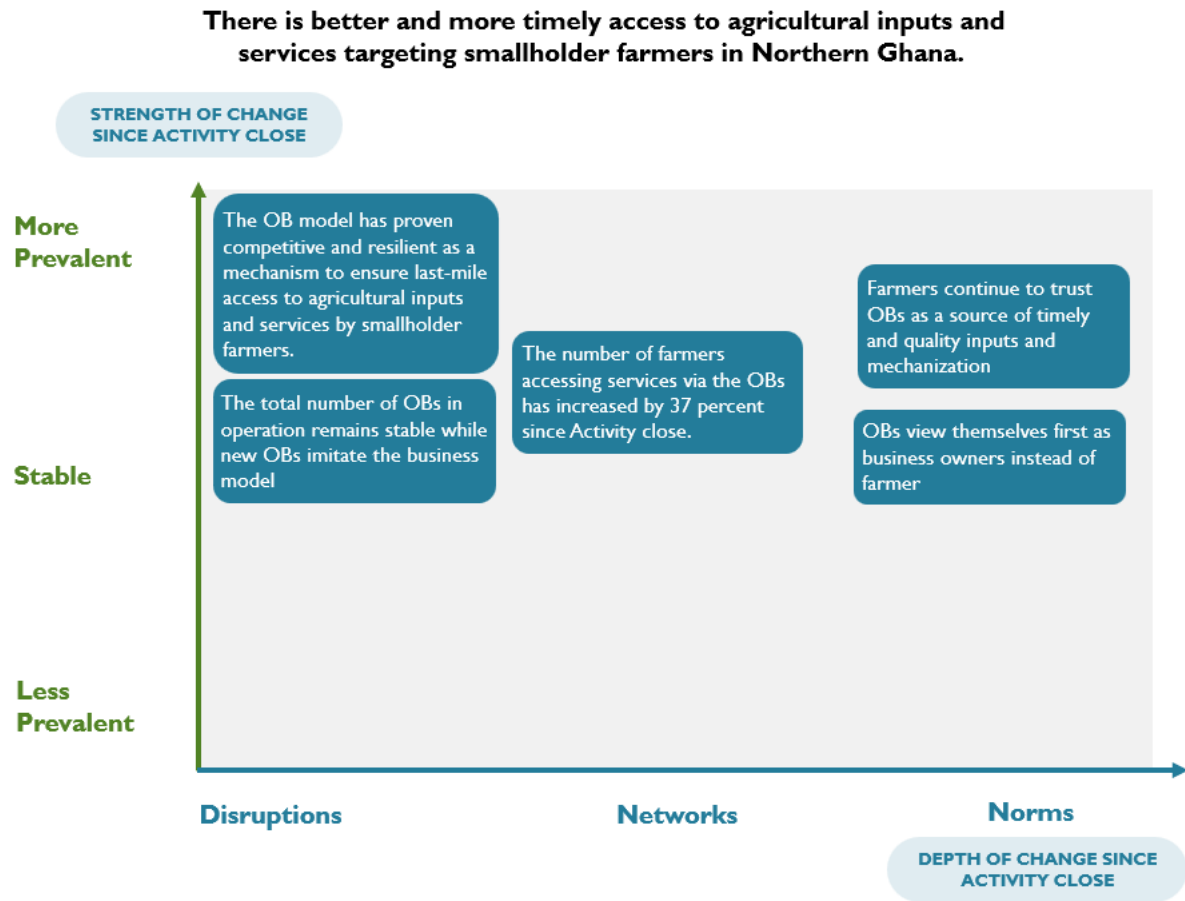 There is better and more timely access to agricultural inputs and
services targeting smallholder farmers in Northern Ghana.
STRENGTH OF CHANGE
SINCE ACTIVITY CLOSE
More
Prevalent
The OB model has proven
competitive and resilient as a
mechanism to ensure last-mile
access to agricultural inputs
and services by smallholder
farmers.
Farmers continue to trust
OBs as a source of timely
and quality inputs and
mechanization
The number of farmers
accessing services via the OBs
has increased by 37 percent
since Activity close.
Stable
The total number of OBs in
operation remains stable while
new OBs imitate the business
model
OBs view themselves first as
business owners instead of
farmer
Less
Prevalent
Disruptions
Networks
Norms
DEPTH OF CHANGE SINCE
ACTIVITY CLOSE